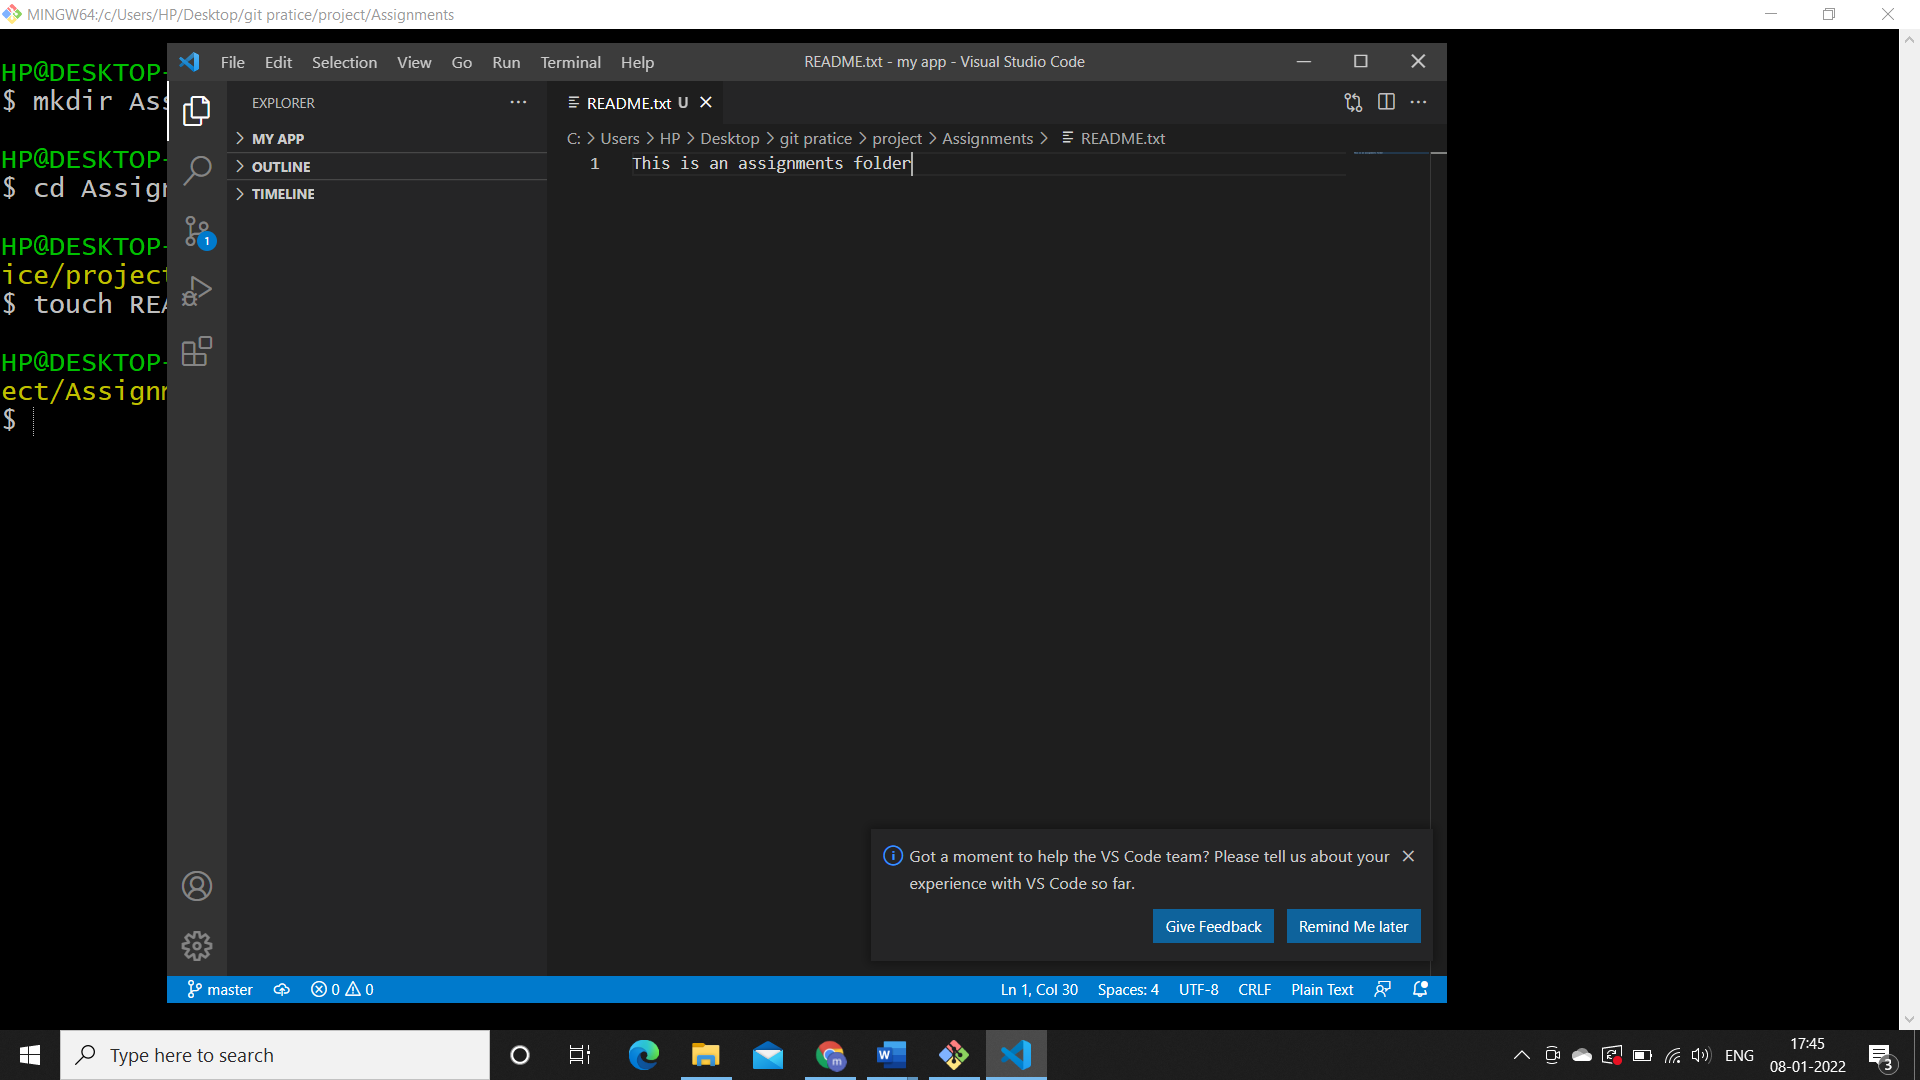 MINGW64:/c/Users/HP/Desktop/git pratice/project/Assignments
HP@DESKTOP-
$ mkdir Ass
HP@DESKTOP-
$ cd Assign
HP@DESKTOP-
ice/project
$ touch REA
HP@DESKTOP-
ect/Assignm
$
File Edit Selection View Go Run Terminal Help
README.txt - my app - Visual Studio Code
EXPLORER
MY APP
OUTLINE
TIMELINE
1
README.txt U
C: > Users > HP > Desktop > git pratice > project > Assignments > README.txt
1 This is an assignments folder
Got a moment to help the VS Code team? Please tell us about your
experience with VS Code so far.
Give Feedback Remind Me later
master 0 0 Ln 1, Col 30 Spaces: 4 UTF-8 CRLF Plain Text
Type here to search
m
W
ENG
17:45
08-01-2022
3